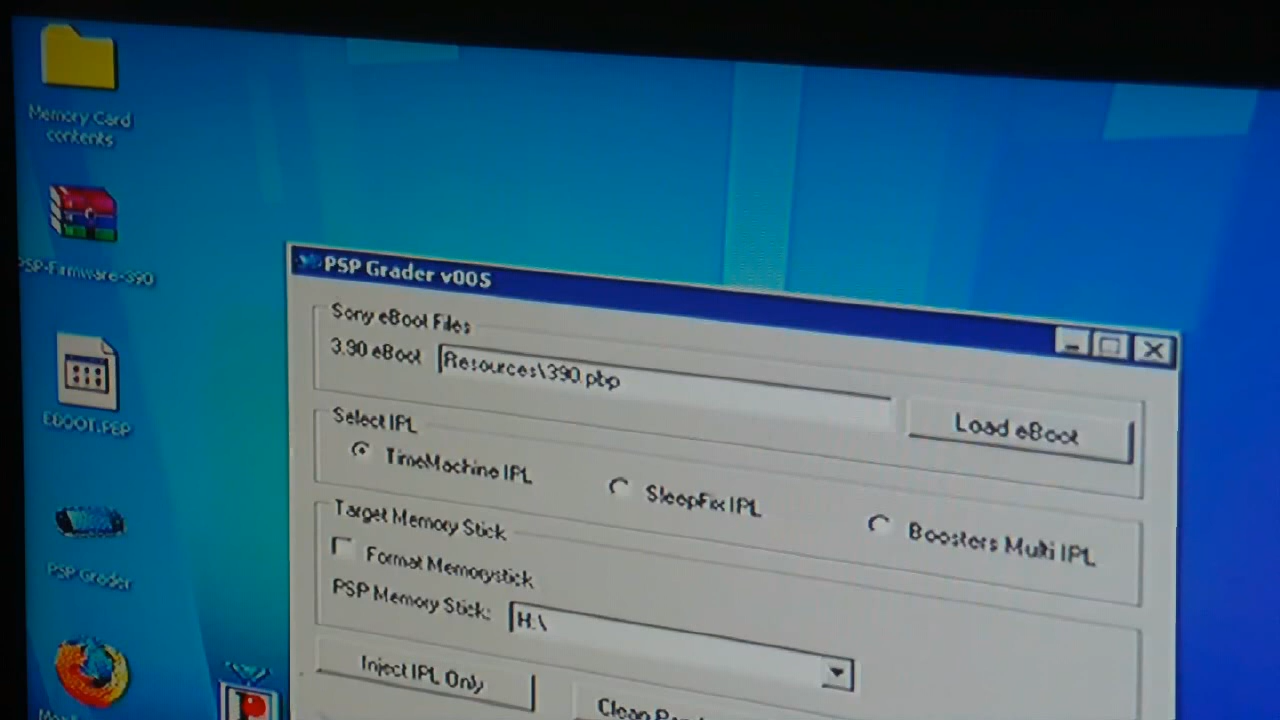 Memory Card
contents
PSP-Firmware-390
EBOOT.PBP
PSP Grader
PSP Grader v005
Sony eBoot Files
3.90 eBoot
Resources\390.pbp
Load eBoot
Select IPL
TimeMachine IPL
SleepFix IPL
Boosters Multi IPL
Target Memory Stick
Format Memorystick
PSP Memory Stick:
H:\
Inject IPL Only
Clean